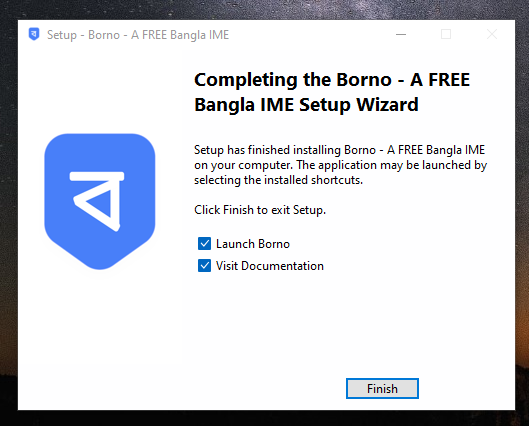 Setup - Borno - A FREE Bangla IME
Completing the Borno - A FREE
Bangla IME Setup Wizard
ব
Setup has finished installing Borno - A FREE Bangla IME
on your computer. The application may be launched by
selecting the installed shortcuts.
Click Finish to exit Setup.
Launch Borno
Visit Documentation
Finish